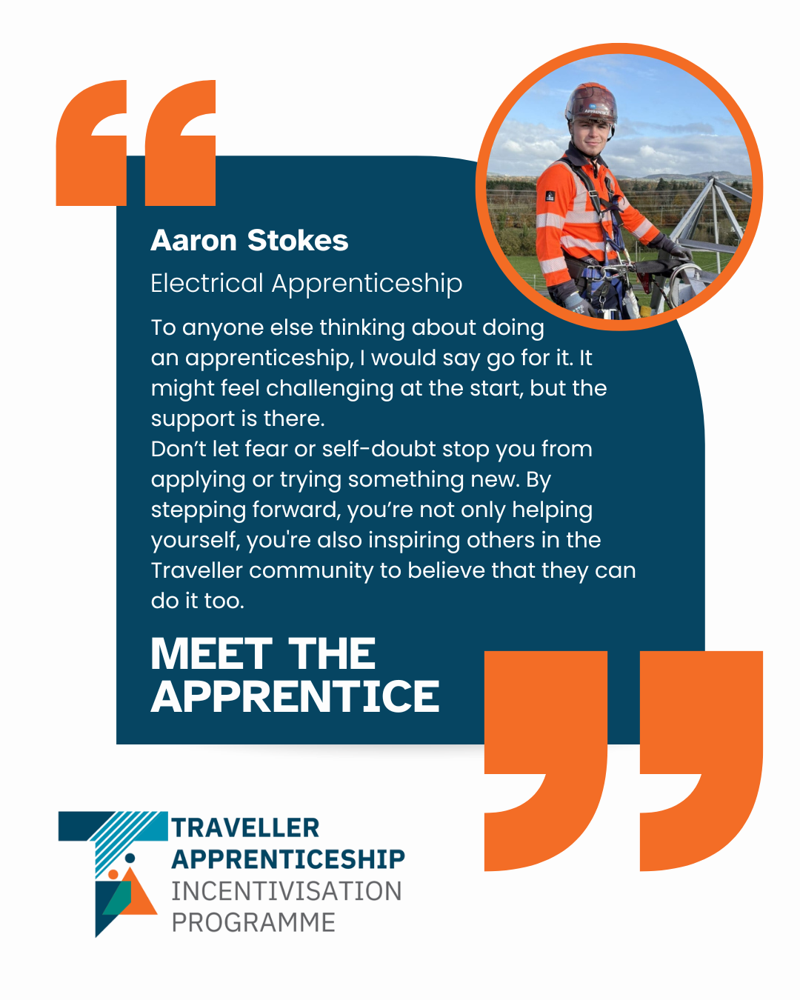 APPRENTICE
Aaron Stokes
Electrical Apprenticeship
To anyone else thinking about doing
an apprenticeship, I would say go for it. It
might feel challenging at the start, but the
support is there.
Don’t let fear or self-doubt stop you from
applying or trying something new. By
stepping forward, you’re not only helping
yourself, you're also inspiring others in the
Traveller community to believe that they can
do it too.
MEET THE
APPRENTICE
TRAVELLER
APPRENTICESHIP
INCENTIVISATION
PROGRAMME